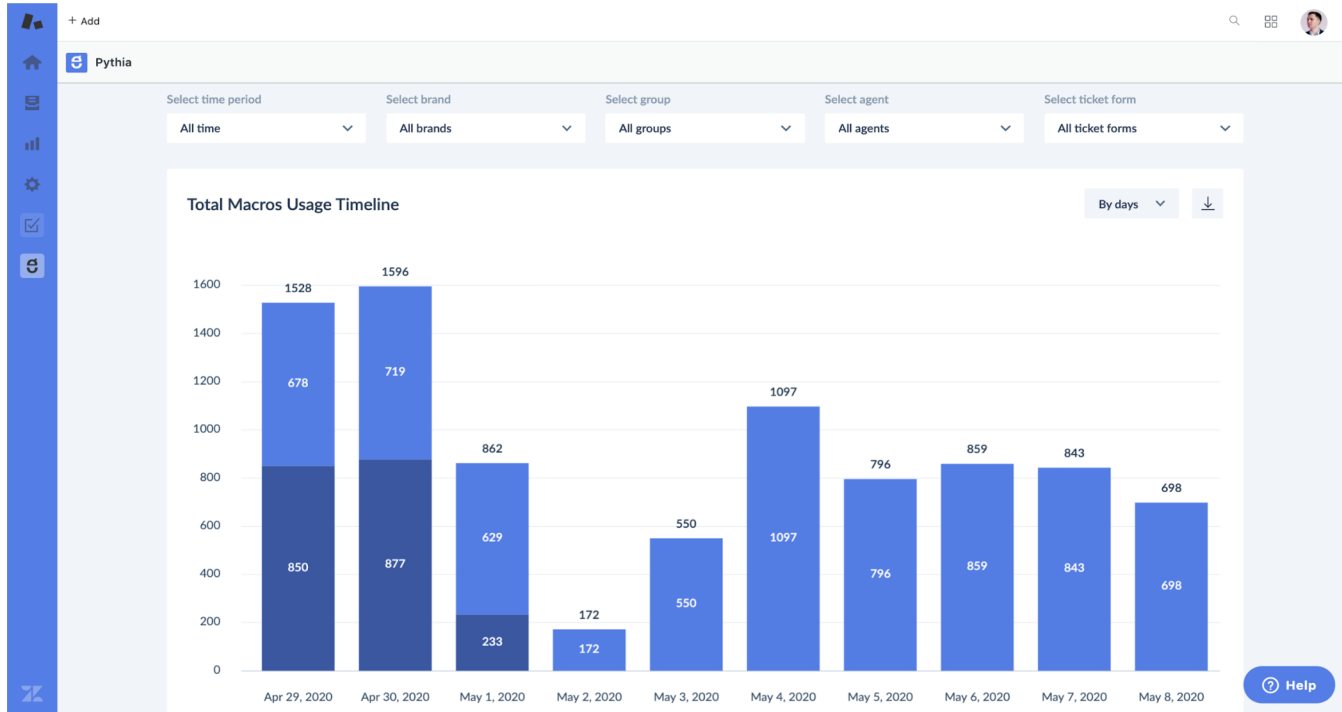 + Add
Pythia
Select time period Select brand Select group Select agent Select ticket form
All time All brands All groups All agents All ticket forms
Total Macros Usage Timeline
By days
1600
1400
1200
1000
800
600
400
200
0
1528 1596 862 172 550 1097 796 859 843 698
678 719 629 172 550 1097 796 859 843 698
850 877 233
Apr 29, 2020 Apr 30, 2020 May 1, 2020 May 2, 2020 May 3, 2020 May 4, 2020 May 5, 2020 May 6, 2020 May 7, 2020 May 8, 2020
Help